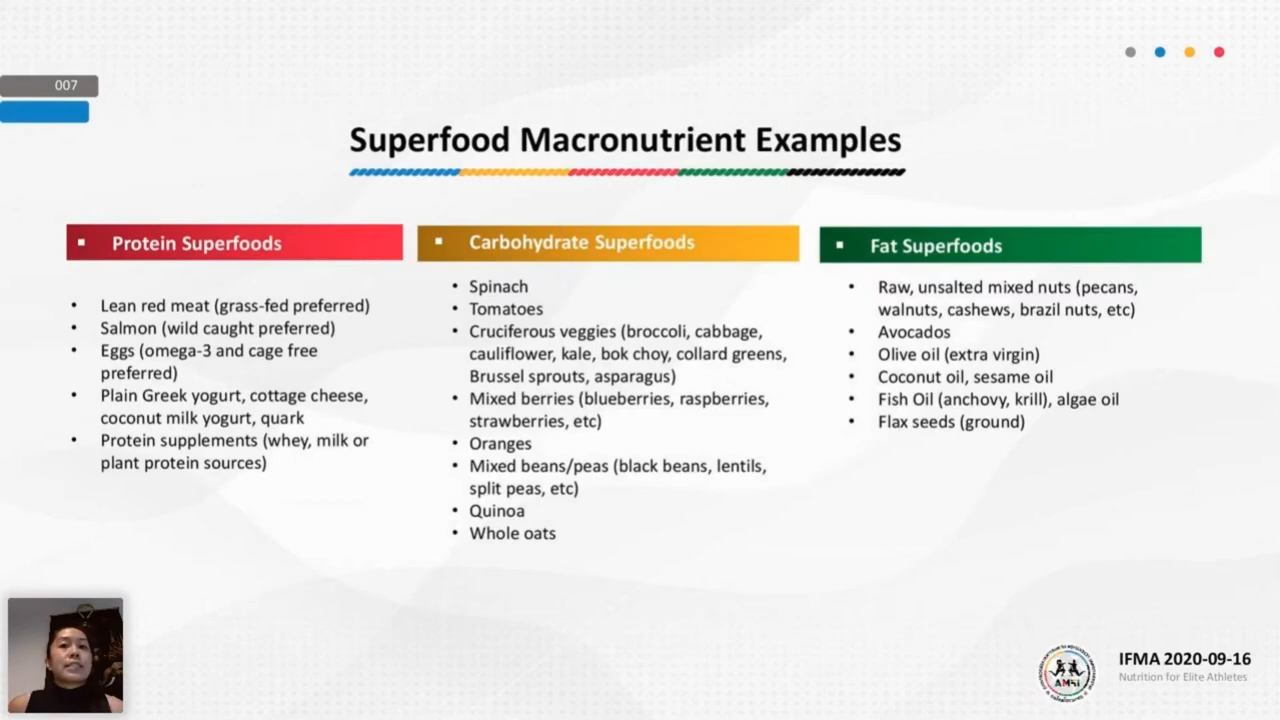 007
Superfood Macronutrient Examples
Protein Superfoods
• Lean red meat (grass-fed preferred)
• Salmon (wild caught preferred)
• Eggs (omega-3 and cage free
preferred)
• Plain Greek yogurt, cottage cheese,
coconut milk yogurt, quark
• Protein supplements (whey, milk or
plant protein sources)
Carbohydrate Superfoods
• Spinach
• Tomatoes
• Cruciferous veggies (broccoli, cabbage,
cauliflower, kale, bok choy, collard greens,
Brussel sprouts, asparagus)
• Mixed berries (blueberries, raspberries,
strawberries, etc)
• Oranges
• Mixed beans/peas (black beans, lentils,
split peas, etc)
• Quinoa
• Whole oats
Fat Superfoods
• Raw, unsalted mixed nuts (pecans,
walnuts, cashews, brazil nuts, etc)
• Avocados
• Olive oil (extra virgin)
• Coconut oil, sesame oil
• Fish Oil (anchovy, krill), algae oil
• Flax seeds (ground)
AMSI
IFMA 2020-09-16
Nutrition for Elite Athletes